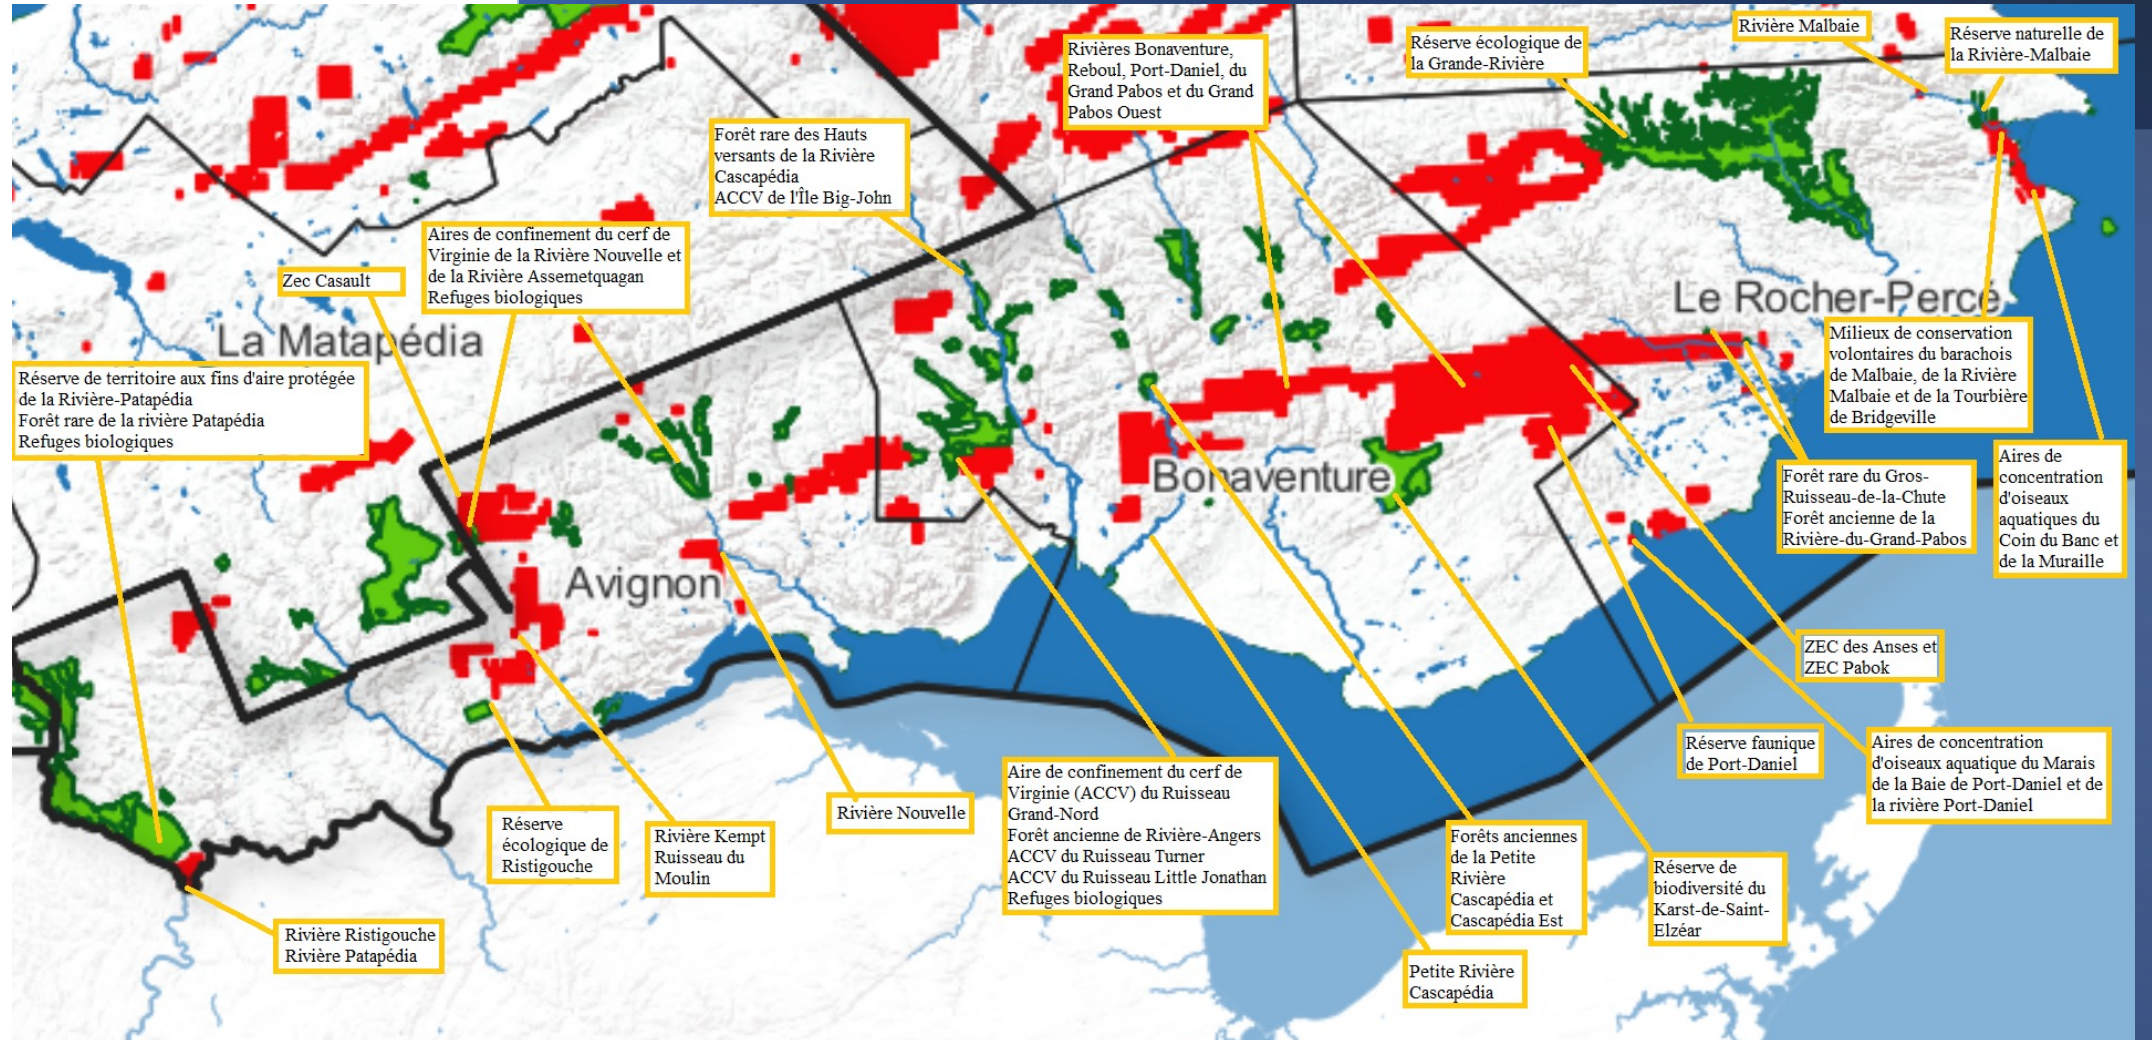 Rivière Malbaie
Réserve naturelle de
la Rivière-Malbaie
Réserve écologique de
la Grande-Rivière
Rivières Bonaventure,
Reboul, Port-Daniel, du
Grand Pabos et du Grand
Pabos Ouest
Forêt rare des Hauts
versants de la Rivière
Cascapédia
ACCV de l'Île Big-John
Aires de confinement du cerf de
Virginie de la Rivière Nouvelle et
de la Rivière Assemetquagan
Refuges biologiques
Zec Casault
La Matapédia
Le Rocher-Percé
Réserve de territoire aux fins d'aire protégée
de la Rivière-Patapédia
Forêt rare de la rivière Patapédia
Refuges biologiques
Milieux de conservation
volontaires du barachois
de Malbaie, de la Rivière
Malbaie et de la Tourbière
de Bridgeville
Bonaventure
Avignon
Forêt rare du Gros-
Ruisseau-de-la-Chute
Forêt ancienne de la
Rivière-du-Grand-Pabos
Aires de
concentration
d'oiseaux
aquatiques du
Coin du Banc et
de la Muraille
ZEC des Anses et
ZEC Pabok
Réserve faunique
de Port-Daniel
Aires de concentration
d'oiseaux aquatique du Marais
de la Baie de Port-Daniel et de
la rivière Port-Daniel
Réserve
écologique de
Ristigouche
Rivière Kempt
Ruisseau du
Moulin
Rivière Nouvelle
Aire de confinement du cerf de
Virginie (ACCV) du Ruisseau
Grand-Nord
Forêt ancienne de Rivière-Angers
ACCV du Ruisseau Turner
ACCV du Ruisseau Little Jonathan
Refuges biologiques
Forêts anciennes
de la Petite
Rivière
Cascapédia et
Cascapédia Est
Réserve de
biodiversité du
Karst-de-Saint-
Elzéar
Rivière Ristigouche
Rivière Patapédia
Petite Rivière
Cascapédia